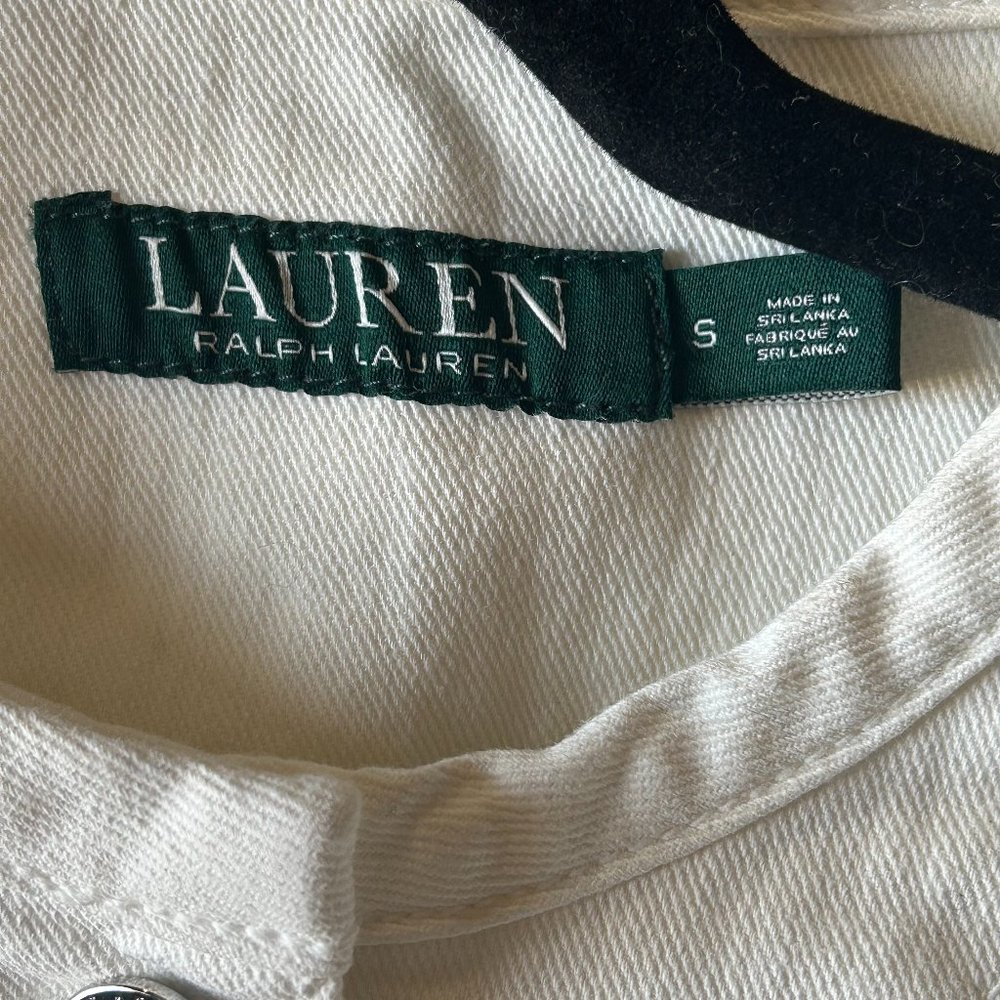 LAUREN
RALPH LAUREN
S
MADE IN
SRI LANKA
FABRIQUÉ AU
SRI LANKA